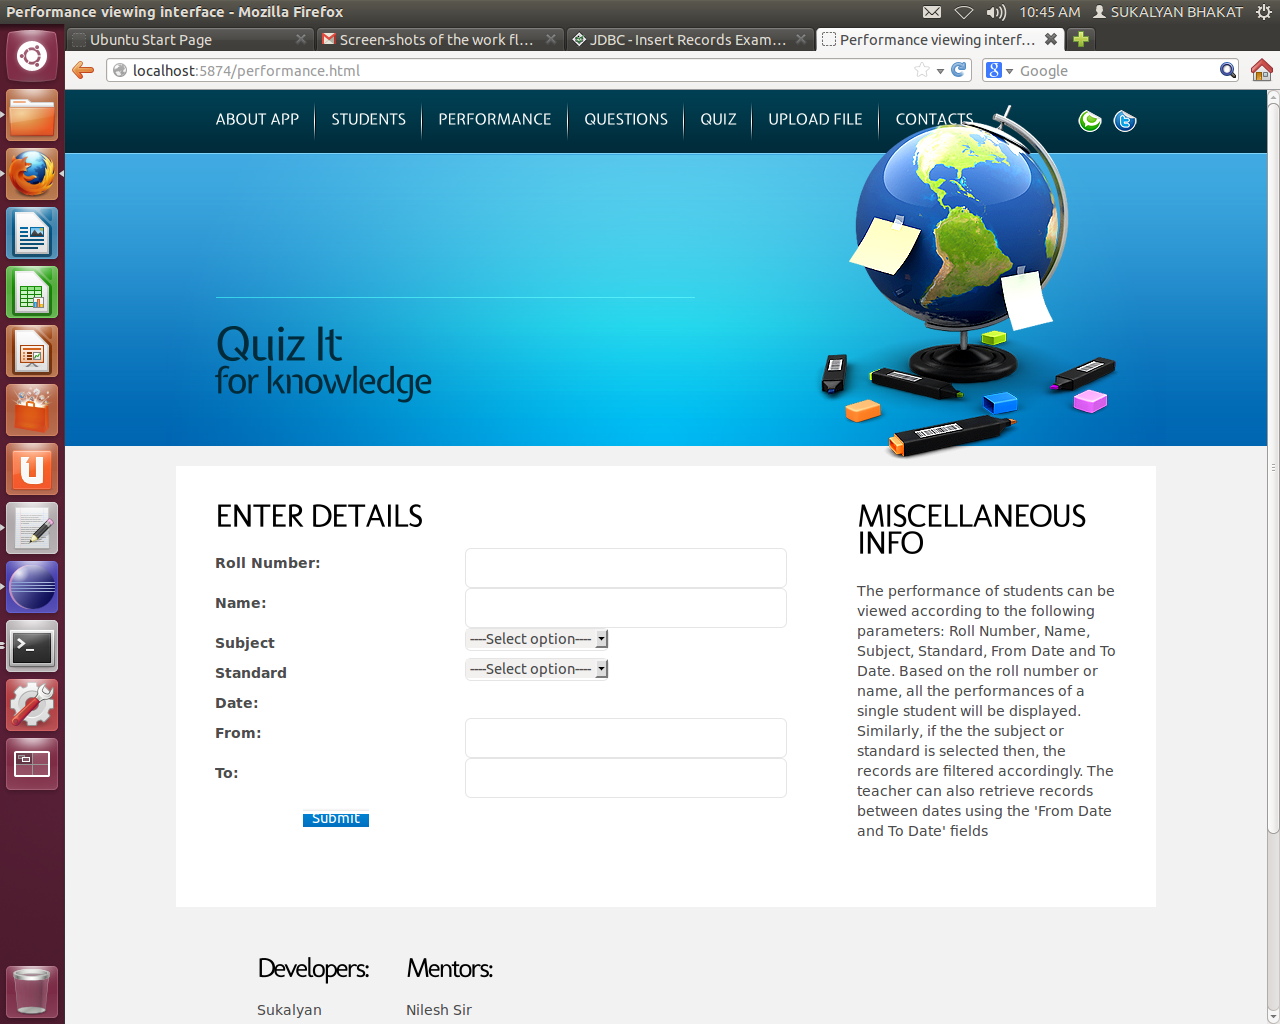 Performance viewing interface - Mozilla Firefox
10:45 AM SUKALYAN BHAKAT
Ubuntu Start Page
Screen-shots of the work fl...
JDBC - Insert Records Exam...
Performance viewing interf...
localhost:5874/performance.html
Google
ABOUT APP STUDENTS PERFORMANCE QUESTIONS QUIZ UPLOAD FILE CONTACTS
Quiz It
for knowledge
ENTER DETAILS
Roll Number:
Name:
Subject ----Select option----
Standard ----Select option----
Date:
From:
To:
Submit
MISCELLANEOUS
INFO
The performance of students can be
viewed according to the following
parameters: Roll Number, Name,
Subject, Standard, From Date and To
Date. Based on the roll number or
name, all the performances of a
single student will be displayed.
Similarly, if the the subject or
standard is selected then, the
records are filtered accordingly. The
teacher can also retrieve records
between dates using the 'From Date
and To Date' fields
Developers: Mentors:
Sukalyan Nilesh Sir